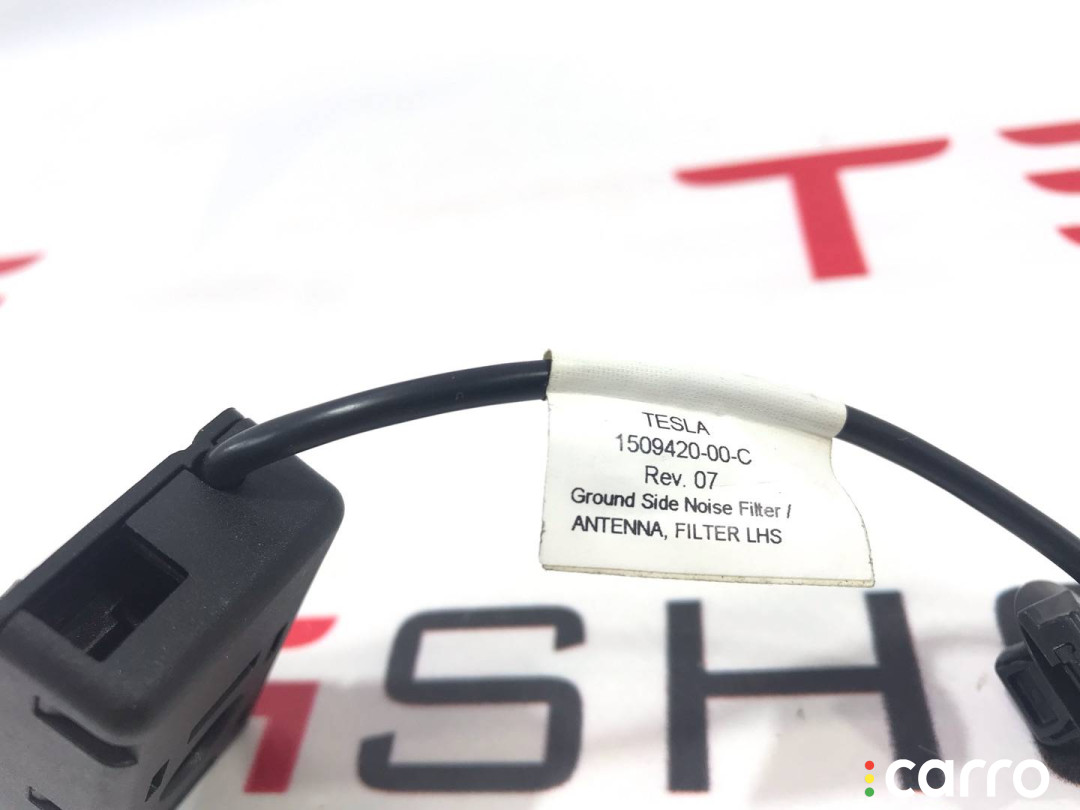 TESLA
1509420-00-C
Rev. 07
Ground Side Noise Filter /
ANTENNA, FILTER LHS
carro